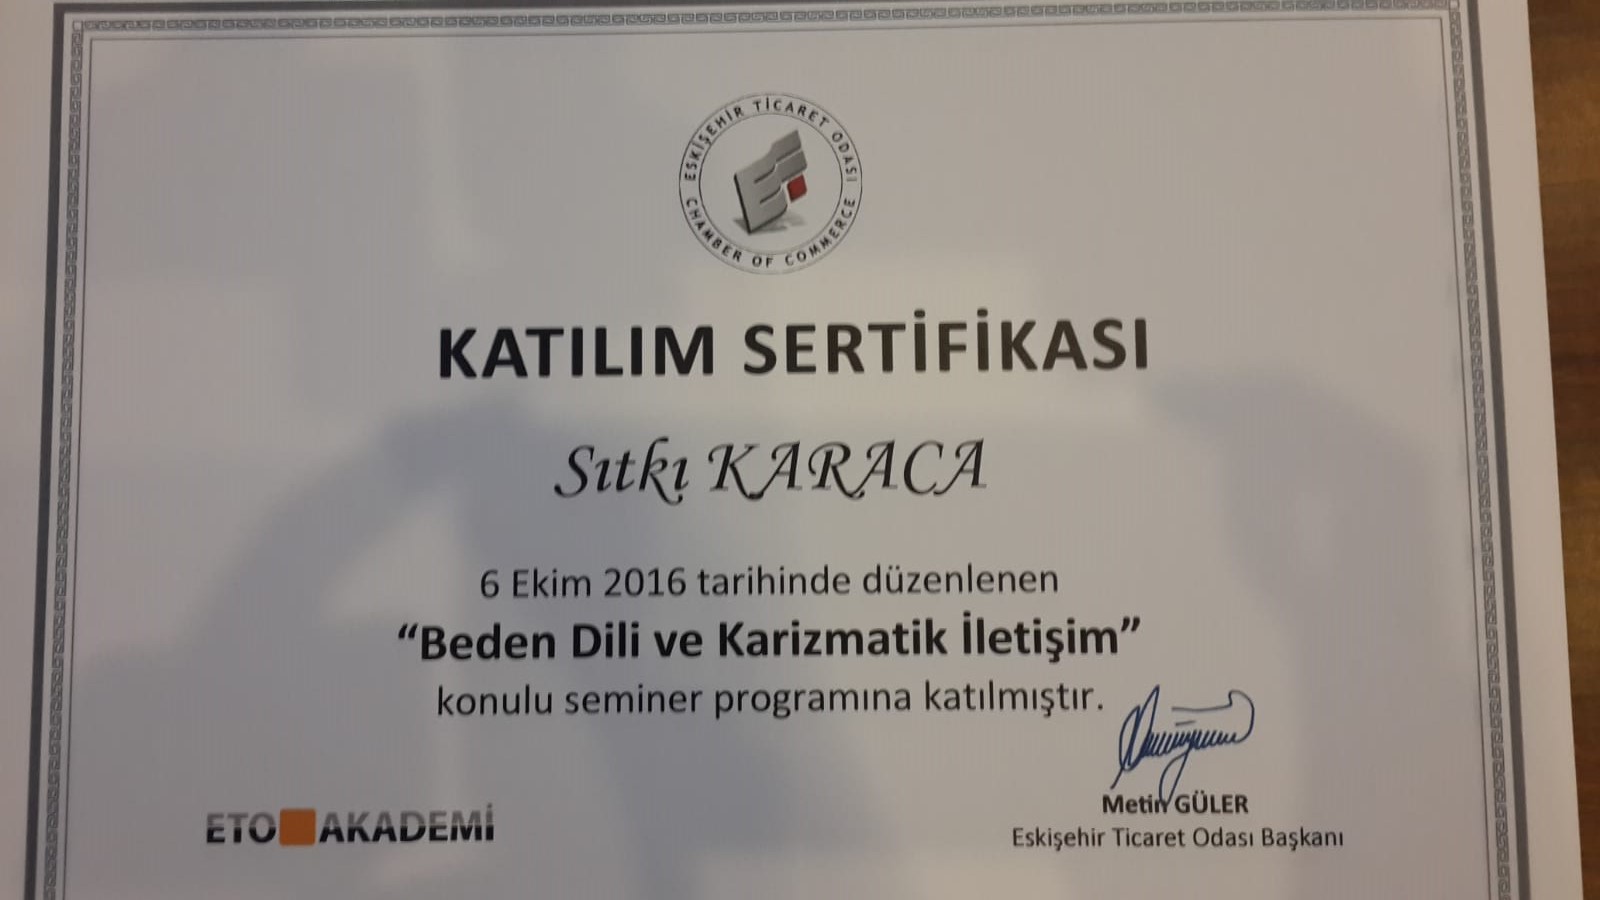 ESKİŞEHİR TİCARET ODASI
CHAMBER OF COMMERCE
KATILIM SERTİFİKASI
Sıtkı KARACA
6 Ekim 2016 tarihinde düzenlenen
“Beden Dili ve Karizmatik İletişim”
konulu seminer programına katılmıştır.
Metin GÜLER
Eskişehir Ticaret Odası Başkanı
ETO AKADEMİ